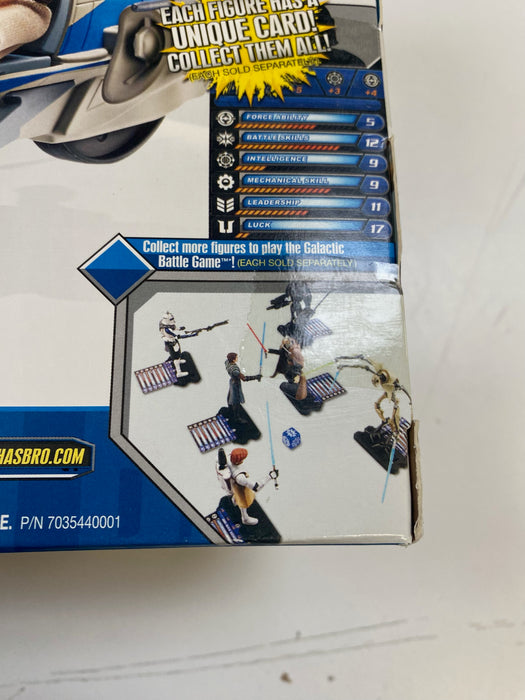 EACH FIGURE HAS A
UNIQUE CARD!
COLLECT THEM ALL!
(EACH SOLD SEPARATELY)
5 +3 +4
FORCE ABILITY 5
BATTLE SKILLS 12
INTELLIGENCE 9
MECHANICAL SKILL 9
LEADERSHIP 11
LUCK 17
Collect more figures to play the Galactic
Battle Game™! (EACH SOLD SEPARATELY)
HASBRO.COM
E. P/N 7035440001